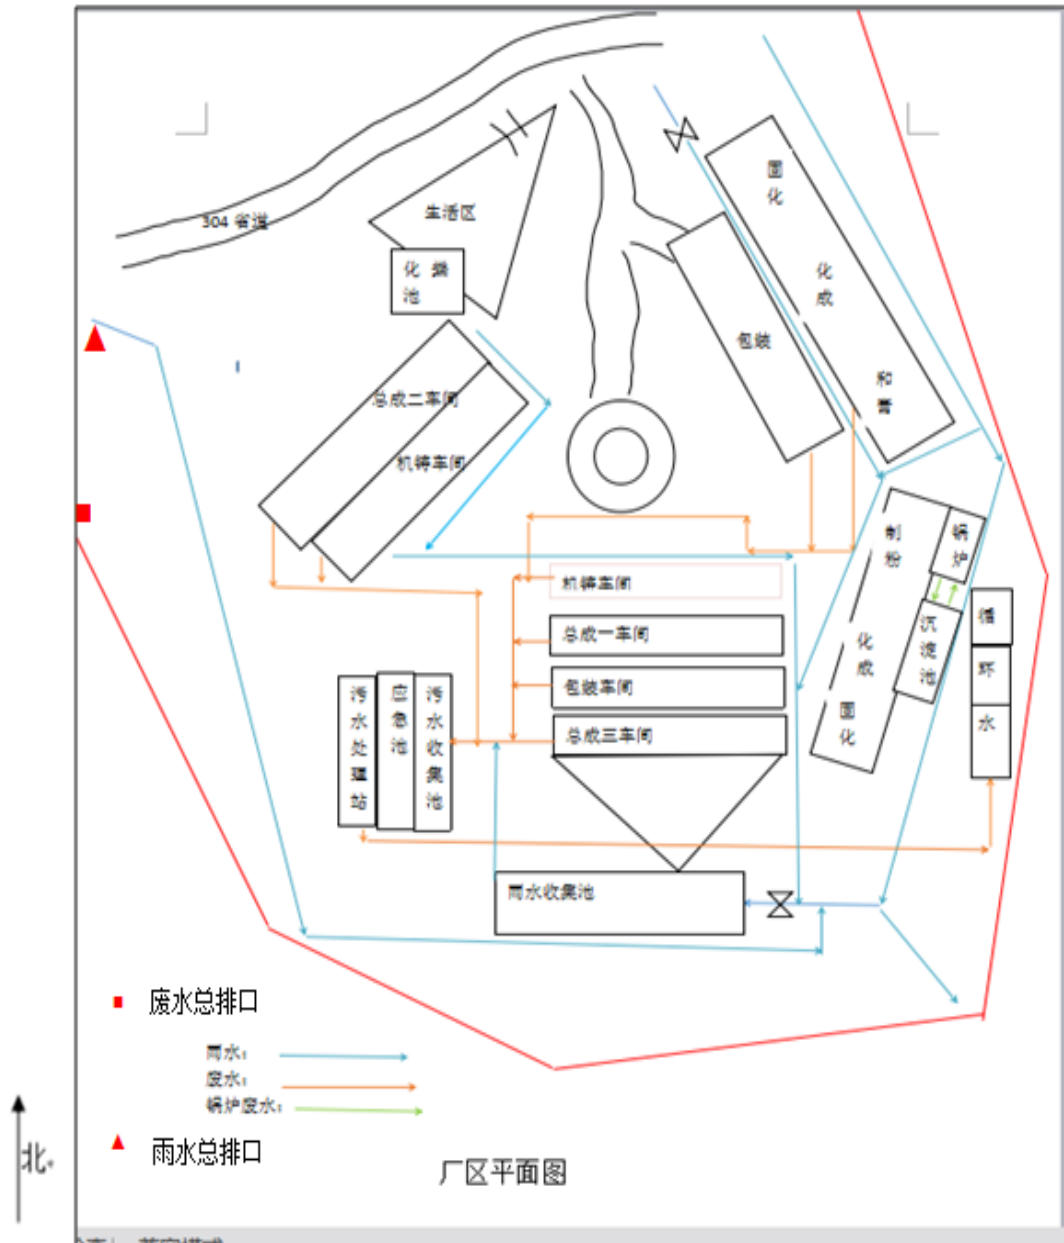 304 省道
生活区
化粪池
固化
化成
和膏
包装
总成二车间
机铸车间
制粉
锅炉
化成
沉淀池
固化
循环水
机铸车间
总成一车间
包装车间
总成三车间
污水处理站
应急池
污水收集池
雨水收集池
废水总排口
雨水:
废水:
锅炉废水:
雨水总排口
北
厂区平面图